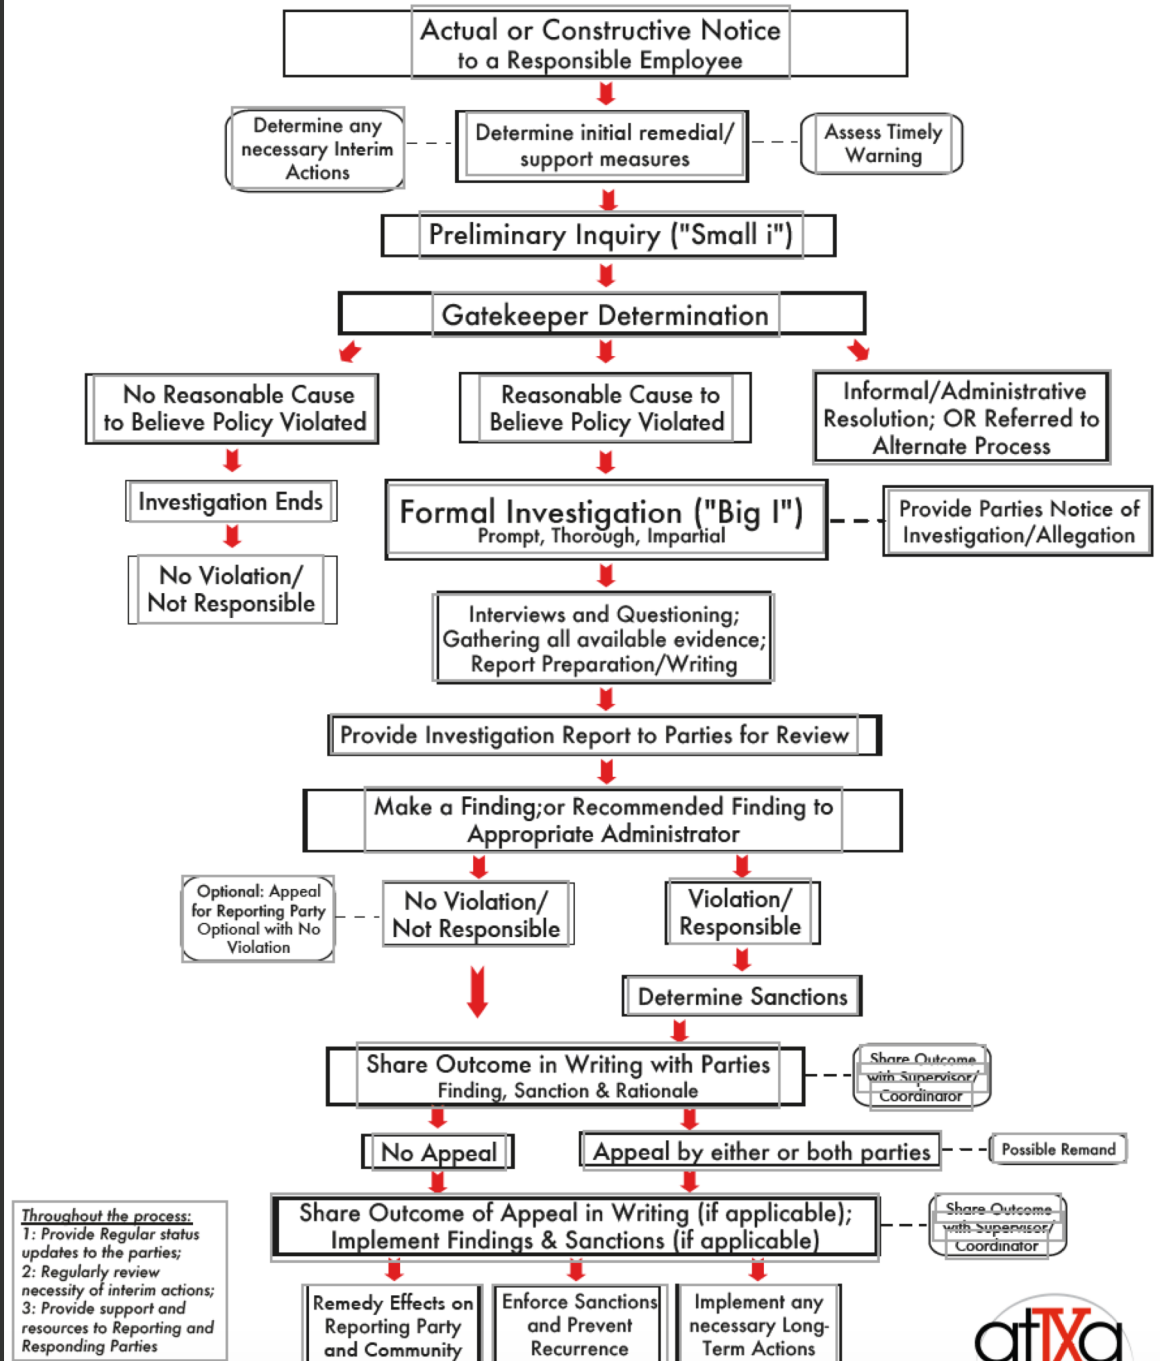 Actual or Constructive Notice
to a Responsible Employee
Determine any
necessary Interim
Actions
Determine initial remedial/
support measures
Assess Timely
Warning
Preliminary Inquiry ("Small i")
Gatekeeper Determination
No Reasonable Cause
to Believe Policy Violated
Reasonable Cause to
Believe Policy Violated
Informal/Administrative
Resolution; OR Referred to
Alternate Process
Investigation Ends
Formal Investigation ("Big I")
Prompt, Thorough, Impartial
Provide Parties Notice of
Investigation/Allegation
No Violation/
Not Responsible
Interviews and Questioning;
Gathering all available evidence;
Report Preparation/Writing
Provide Investigation Report to Parties for Review
Make a Finding;or Recommended Finding to
Appropriate Administrator
Optional: Appeal
for Reporting Party
Optional with No
Violation
No Violation/
Not Responsible
Violation/
Responsible
Determine Sanctions
Share Outcome in Writing with Parties
Finding, Sanction & Rationale
Share Outcome
with Supervisor/
Coordinator
No Appeal
Appeal by either or both parties
Possible Remand
Share Outcome of Appeal in Writing (if applicable);
Implement Findings & Sanctions (if applicable)
Share Outcome
with Supervisor/
Coordinator
Throughout the process:
1: Provide Regular status
updates to the parties;
2: Regularly review
necessity of interim actions;
3: Provide support and
resources to Reporting and
Responding Parties
Remedy Effects on
Reporting Party
and Community
Enforce Sanctions
and Prevent
Recurrence
Implement any
necessary Long-
Term Actions
atIXa